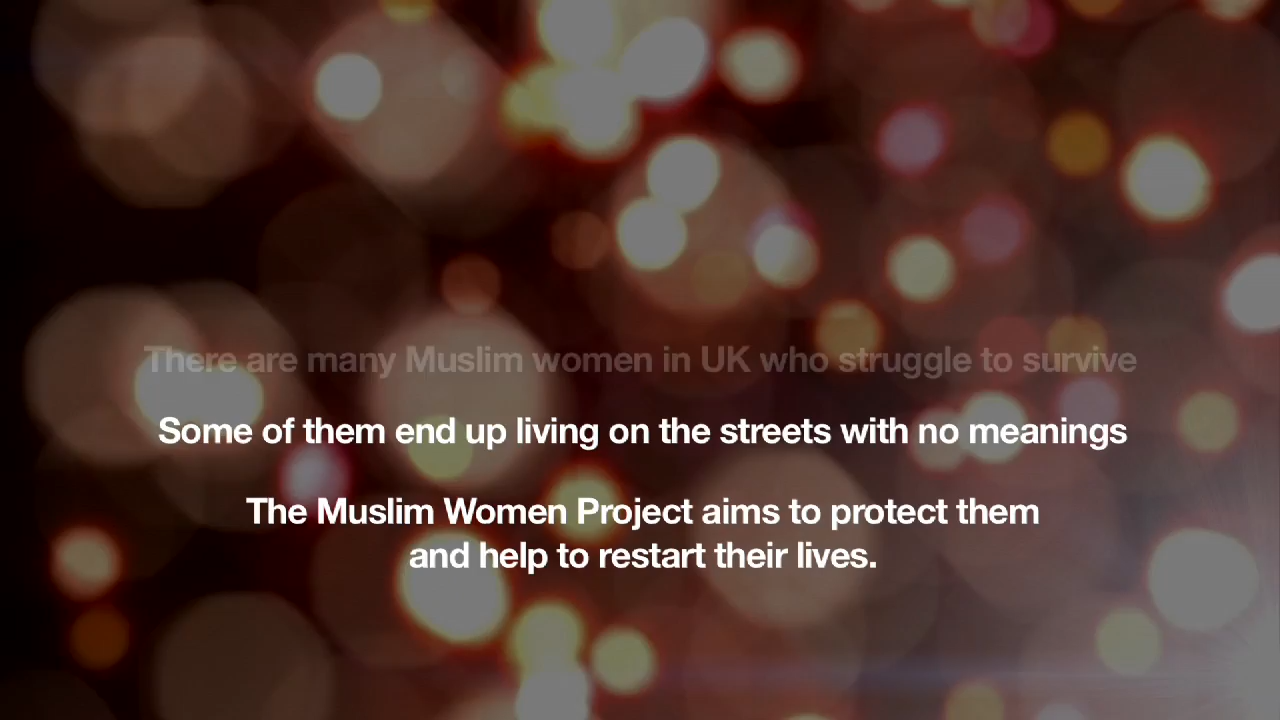 There are many Muslim women in UK who struggle to survive
Some of them end up living on the streets with no meanings
The Muslim Women Project aims to protect them
and help to restart their lives.